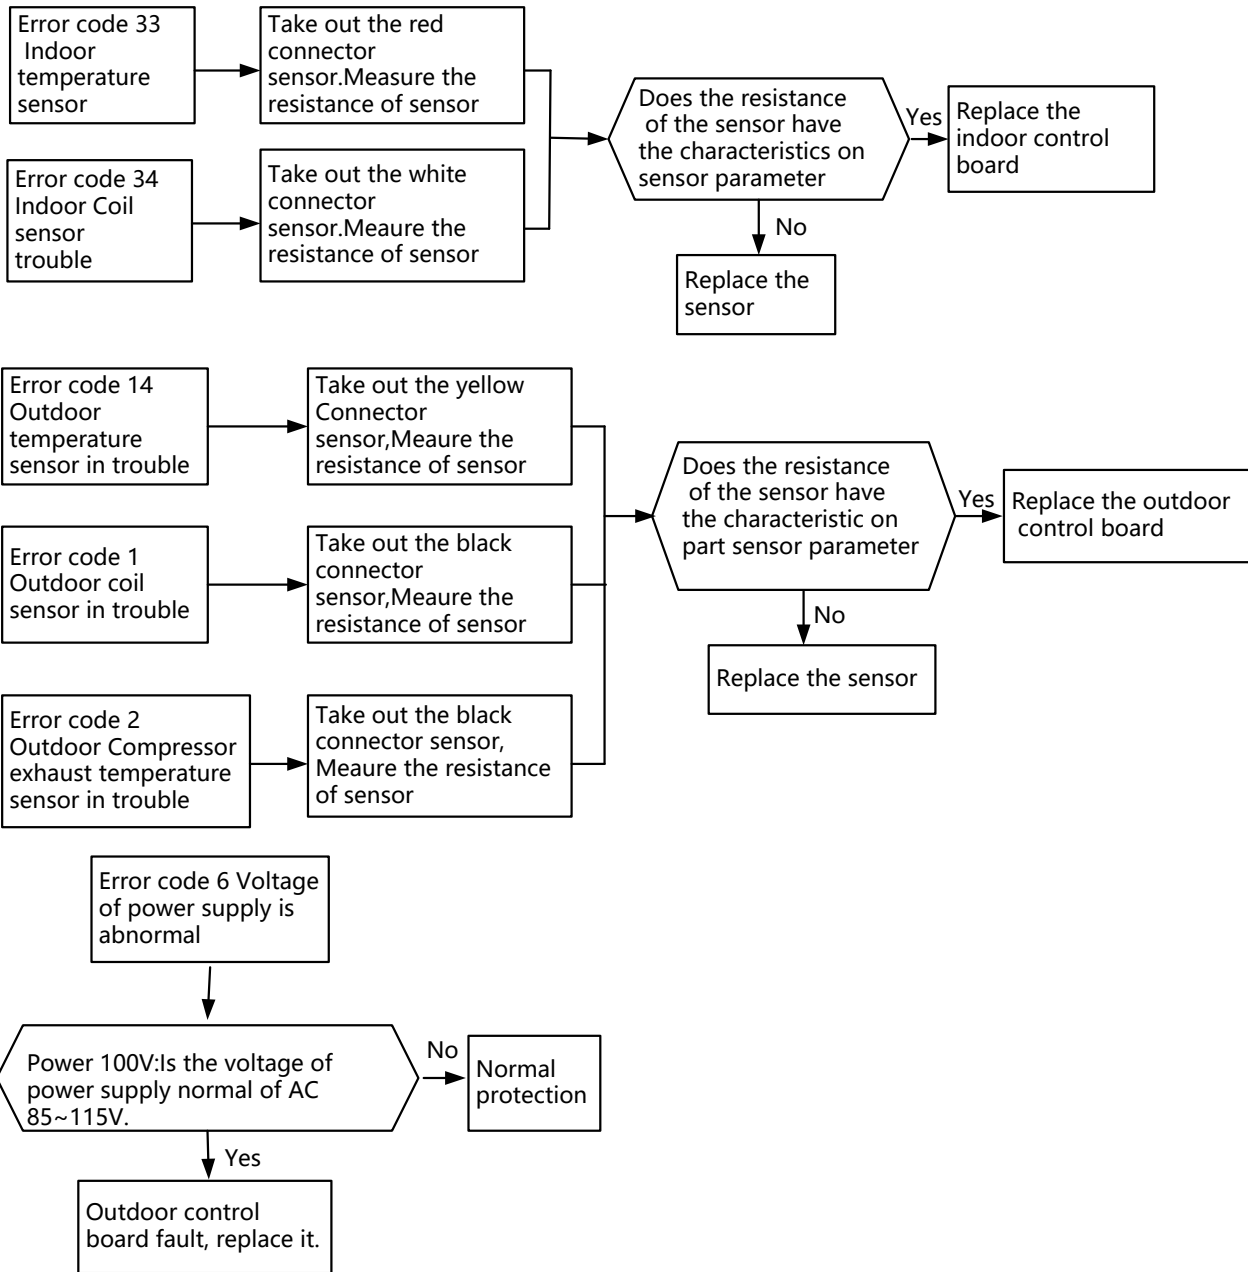 Error code 33
Indoor
temperature
sensor
Take out the red
connector
sensor.Measure the
resistance of sensor
Does the resistance
of the sensor have
the characteristics on
sensor parameter
Yes
Replace the
indoor control
board
Error code 34
Indoor Coil
sensor
trouble
Take out the white
connector
sensor.Meaure the
resistance of sensor
No
Replace the
sensor
Error code 14
Outdoor
temperature
sensor in trouble
Take out the yellow
Connector
sensor,Meaure the
resistance of sensor
Does the resistance
of the sensor have
the characteristic on
part sensor parameter
Yes
Replace the outdoor
control board
Error code 1
Outdoor coil
sensor in trouble
Take out the black
connector
sensor,Meaure the
resistance of sensor
No
Replace the sensor
Error code 2
Outdoor Compressor
exhaust temperature
sensor in trouble
Take out the black
connector sensor,
Meaure the resistance
of sensor
Error code 6 Voltage
of power supply is
abnormal
Power 100V:Is the voltage of
power supply normal of AC
85~115V.
No
Normal
protection
Yes
Outdoor control
board fault, replace it.